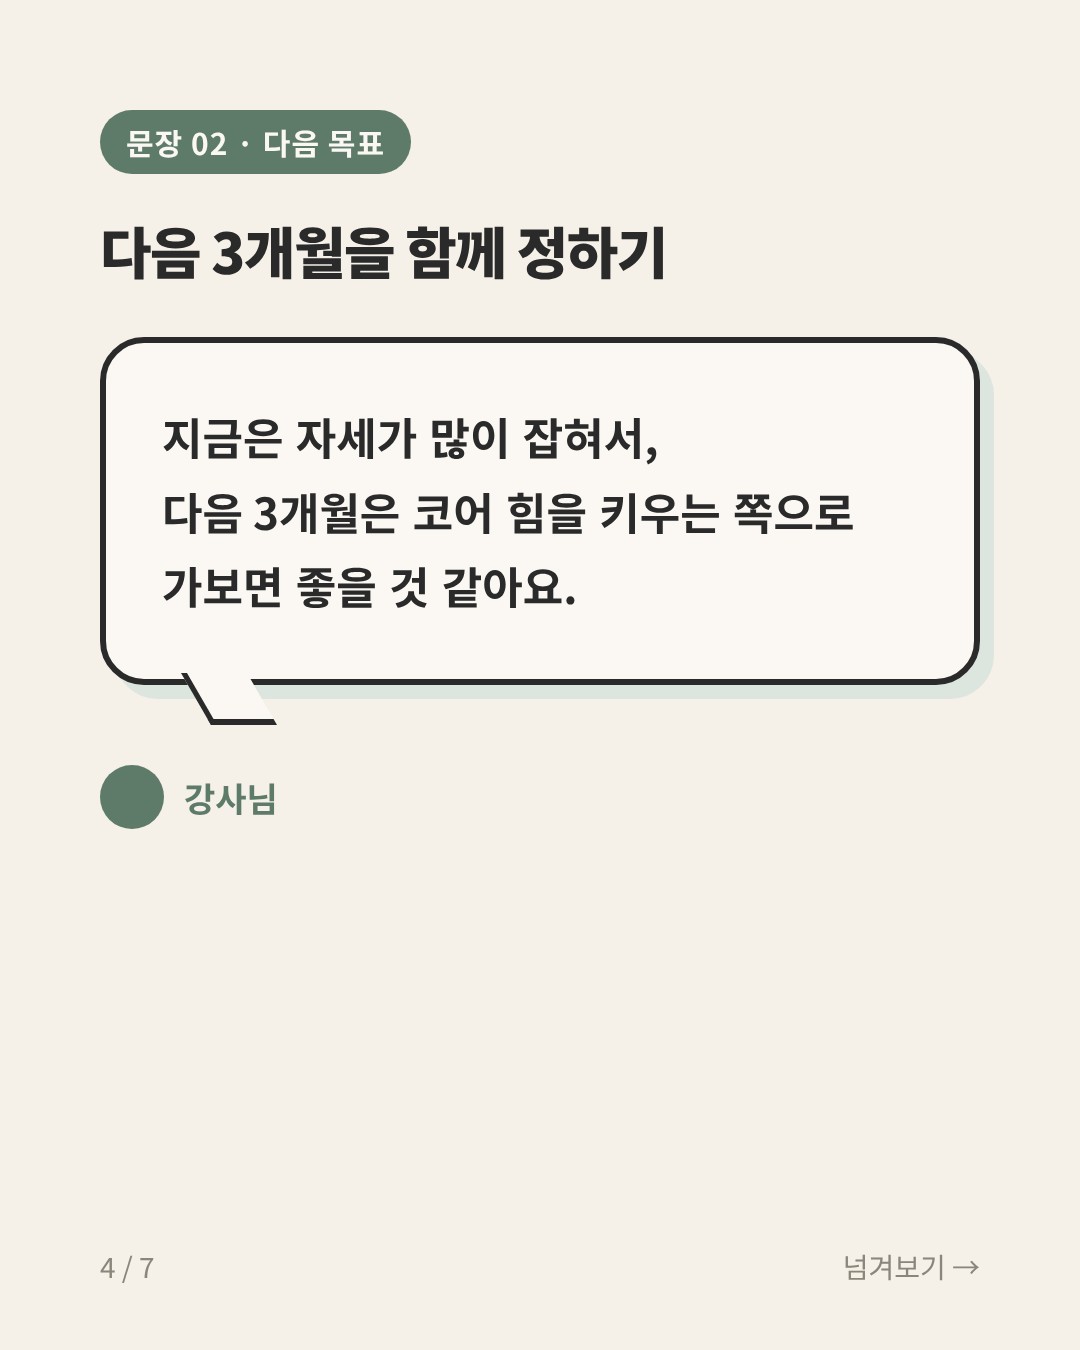 문장 02 · 다음 목표
다음 3개월을 함께 정하기
지금은 자세가 많이 잡혀서,
다음 3개월은 코어 힘을 키우는 쪽으로
가보면 좋을 것 같아요.
강사님
4 / 7
넘겨보기 →